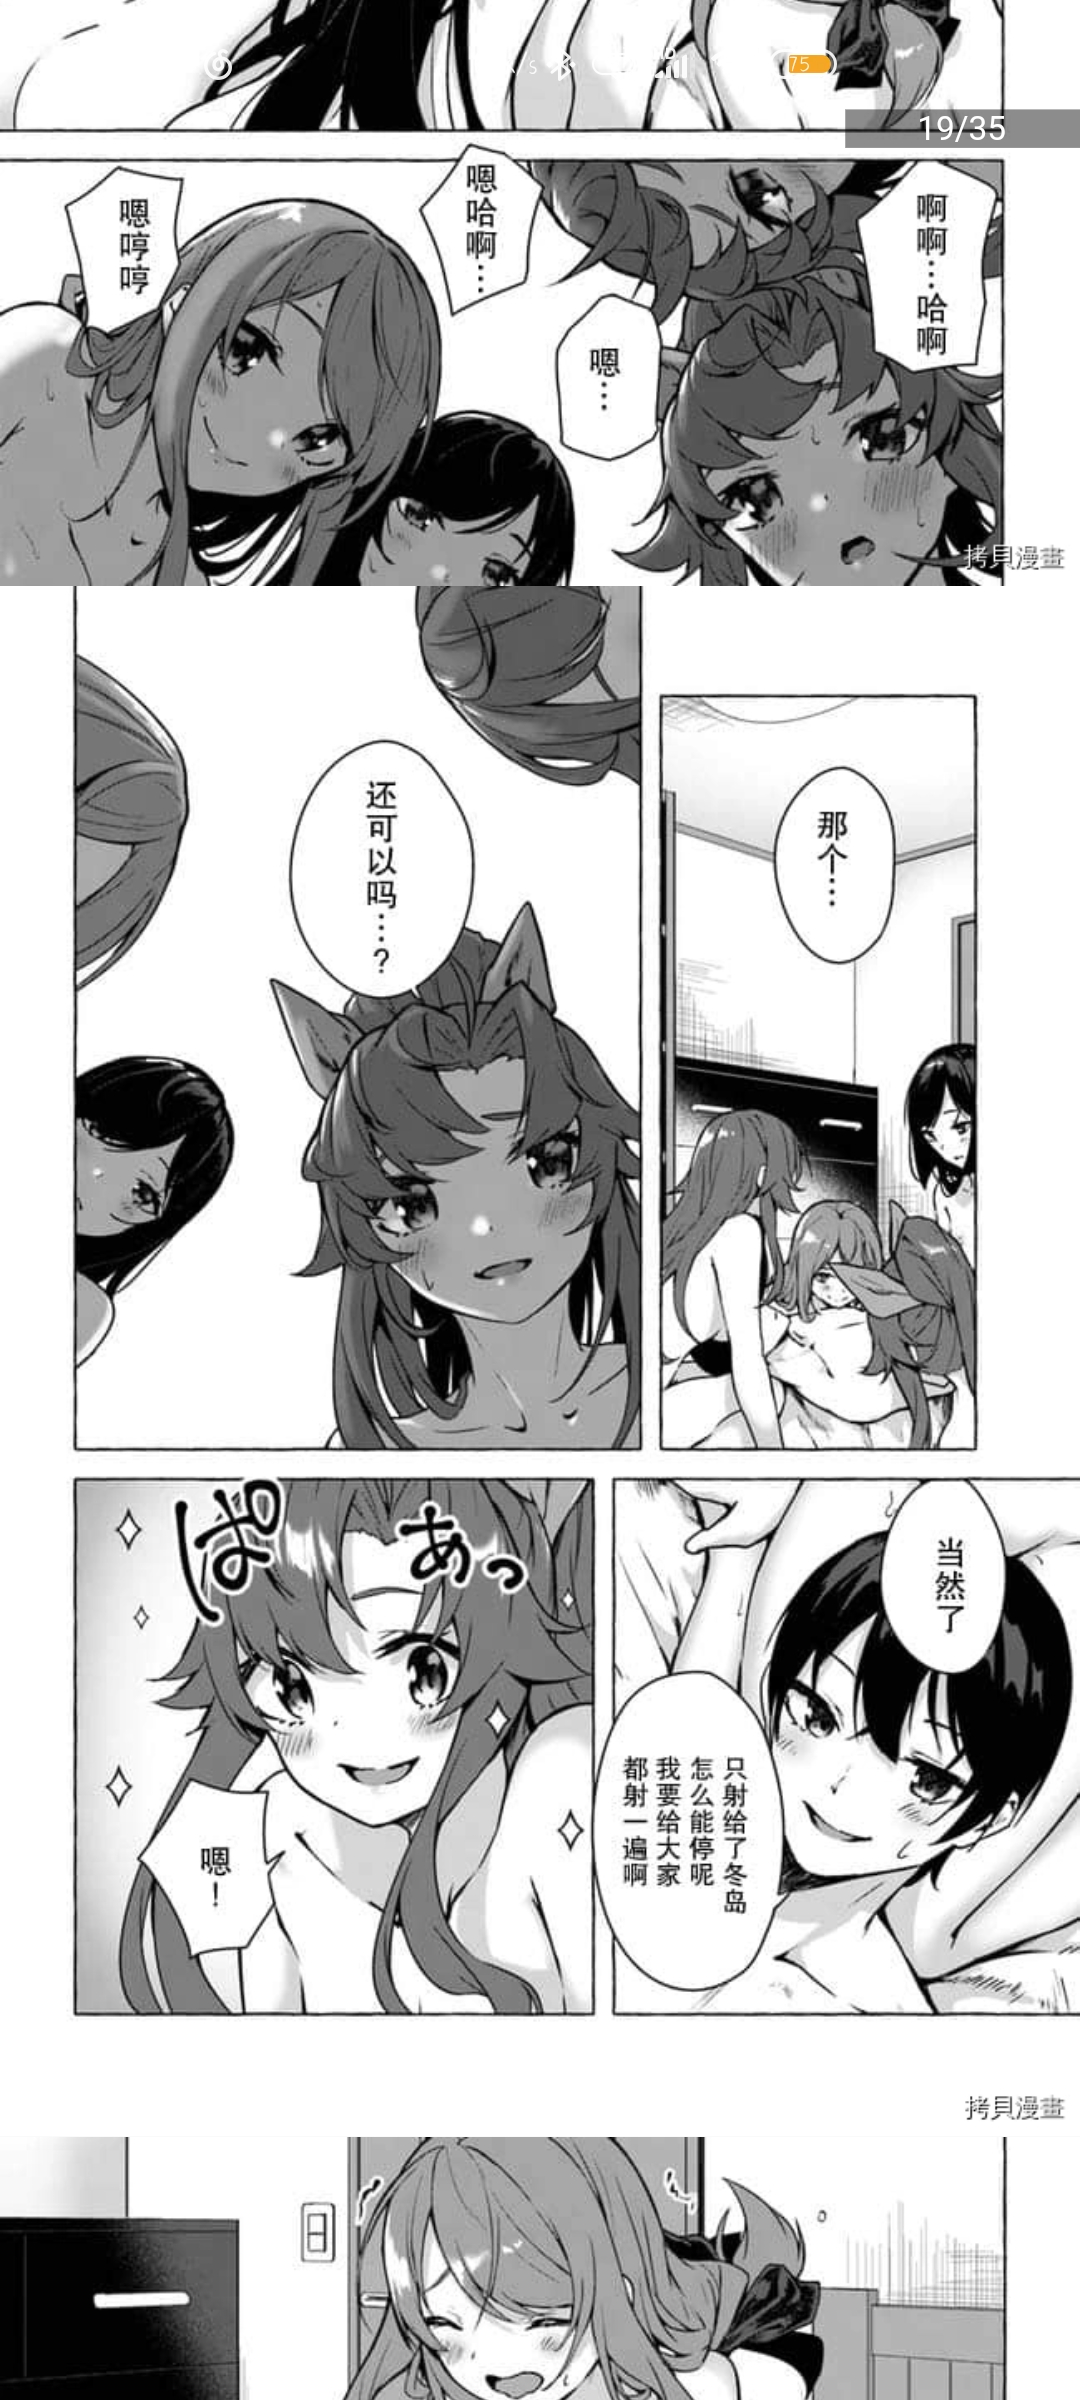 75
19/35
啊啊…哈啊
嗯哈啊…
嗯…
嗯哼哼
拷貝漫畫
那个…
还可以吗…?
当然了
只射给了冬岛
怎么能停呢
我要给大家
都射一遍啊
ぱあっ
嗯!
拷貝漫畫